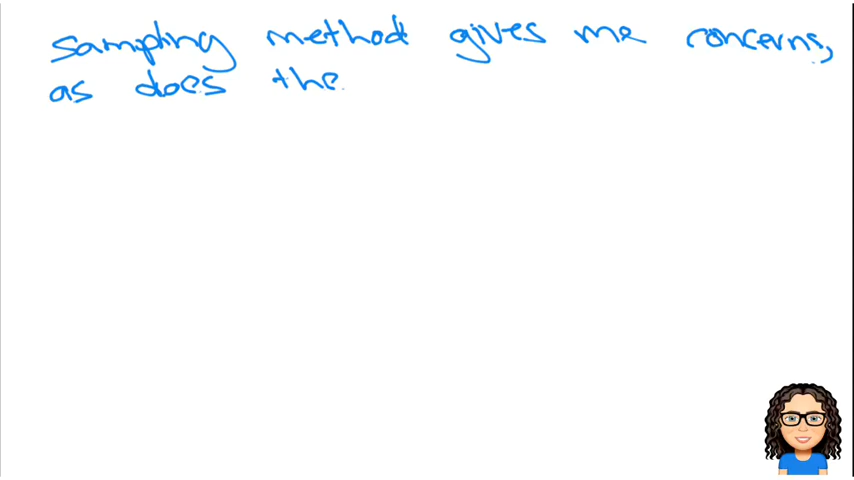 Sampling method gives me concerns,
as does the